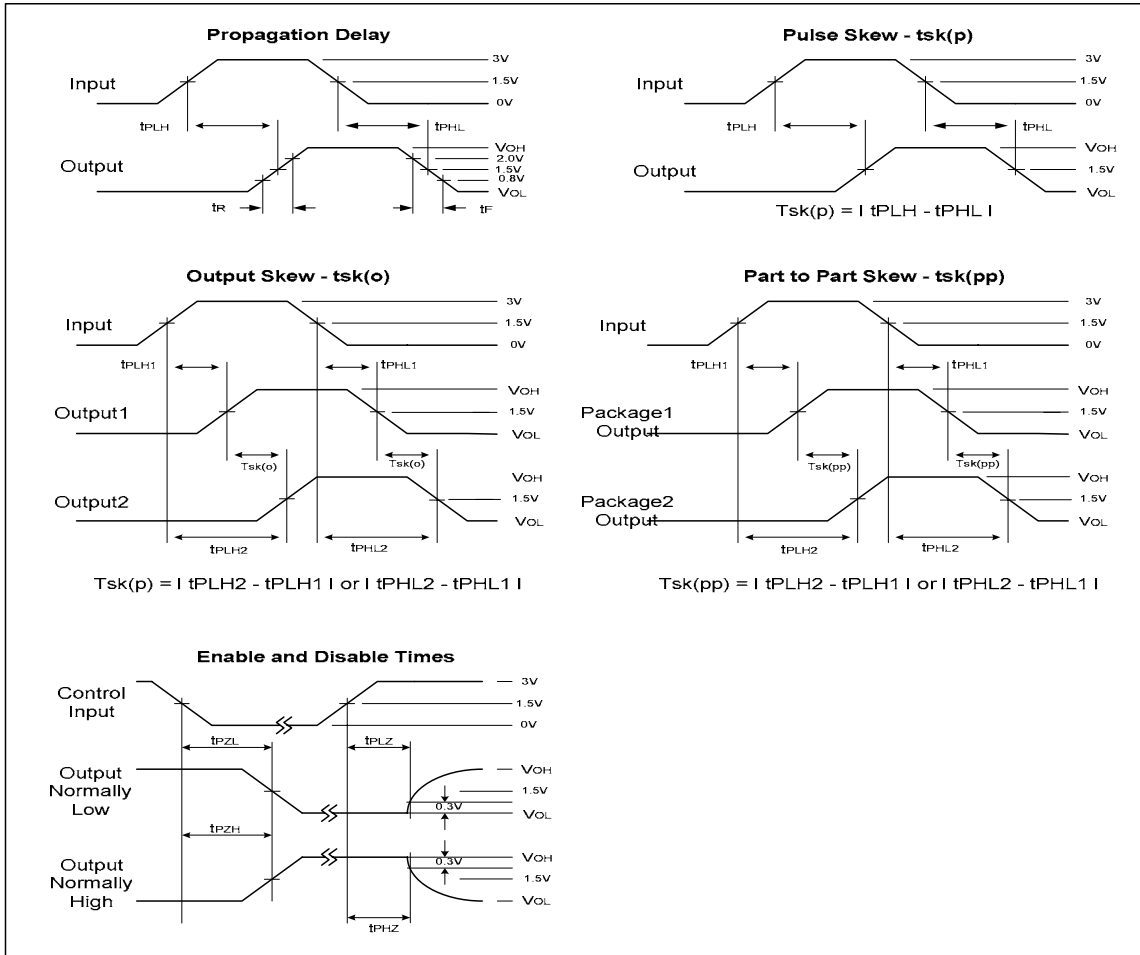 Propagation Delay
Input
3V
1.5V
0V
tPLH
tPHL
Output
VOH
2.0V
1.5V
0.8V
VOL
tR
tF
Pulse Skew - tsk(p)
Input
3V
1.5V
0V
tPLH
tPHL
Output
VOH
1.5V
VOL
Tsk(p) = I tPLH - tPHL I
Output Skew - tsk(o)
Input
3V
1.5V
0V
tPLH1
tPHL1
Output1
VOH
1.5V
VOL
Tsk(o)
Tsk(o)
Output2
VOH
1.5V
VOL
tPLH2
tPHL2
Tsk(p) = I tPLH2 - tPLH1 I or I tPHL2 - tPHL1 I
Part to Part Skew - tsk(pp)
Input
3V
1.5V
0V
tPLH1
tPHL1
Package1
Output
VOH
1.5V
VOL
Tsk(pp)
Tsk(pp)
Package2
Output
VOH
1.5V
VOL
tPLH2
tPHL2
Tsk(pp) = I tPLH2 - tPLH1 I or I tPHL2 - tPHL1 I
Enable and Disable Times
Control
Input
3V
1.5V
0V
tPZL
tPLZ
Output
Normally
Low
VOH
1.5V
0.3V
VOL
tPZH
Output
Normally
High
VOH
0.3V
1.5V
VOL
tPHZ